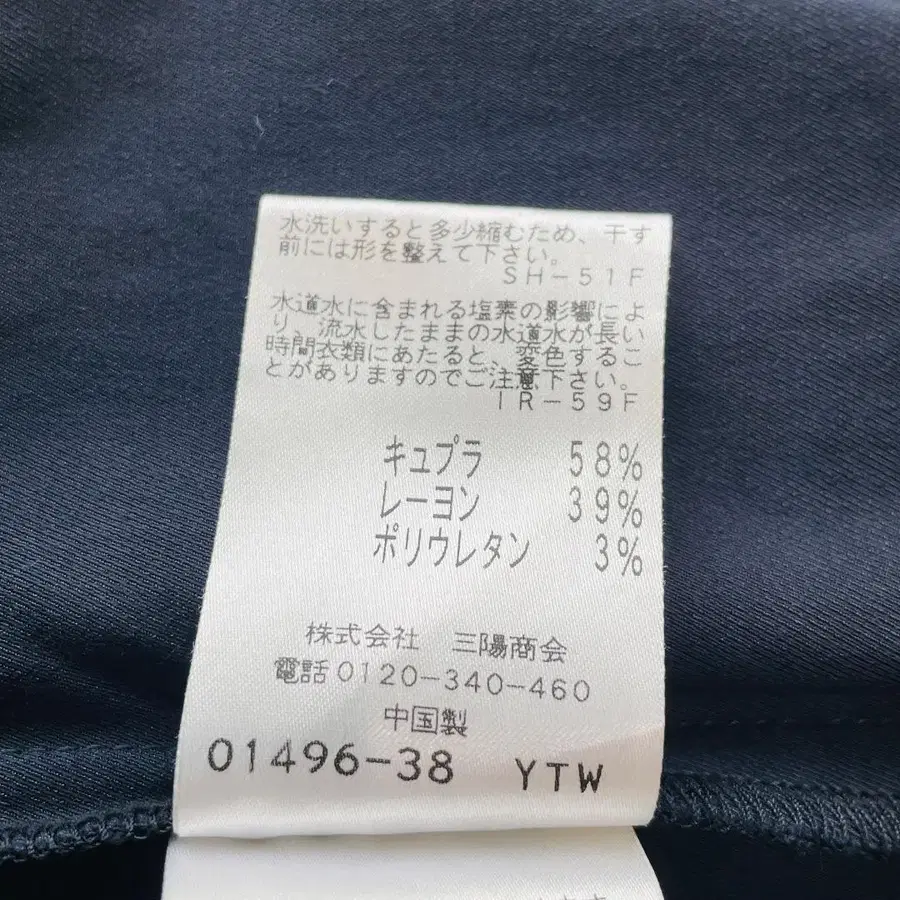 水洗いすると多少縮むため、干す
前には形を整えて下さい。
SH-51F
水道水に含まれる塩素の影響によ
り、流水したままの水道水が長い
時間衣類にあたると、変色するこ
とがありますのでご注意下さい。
IR-59F
キュプラ 58%
レーヨン 39%
ポリウレタン 3%
株式会社 三陽商会
電話0120-340-460
中国製
01496-38 YTW